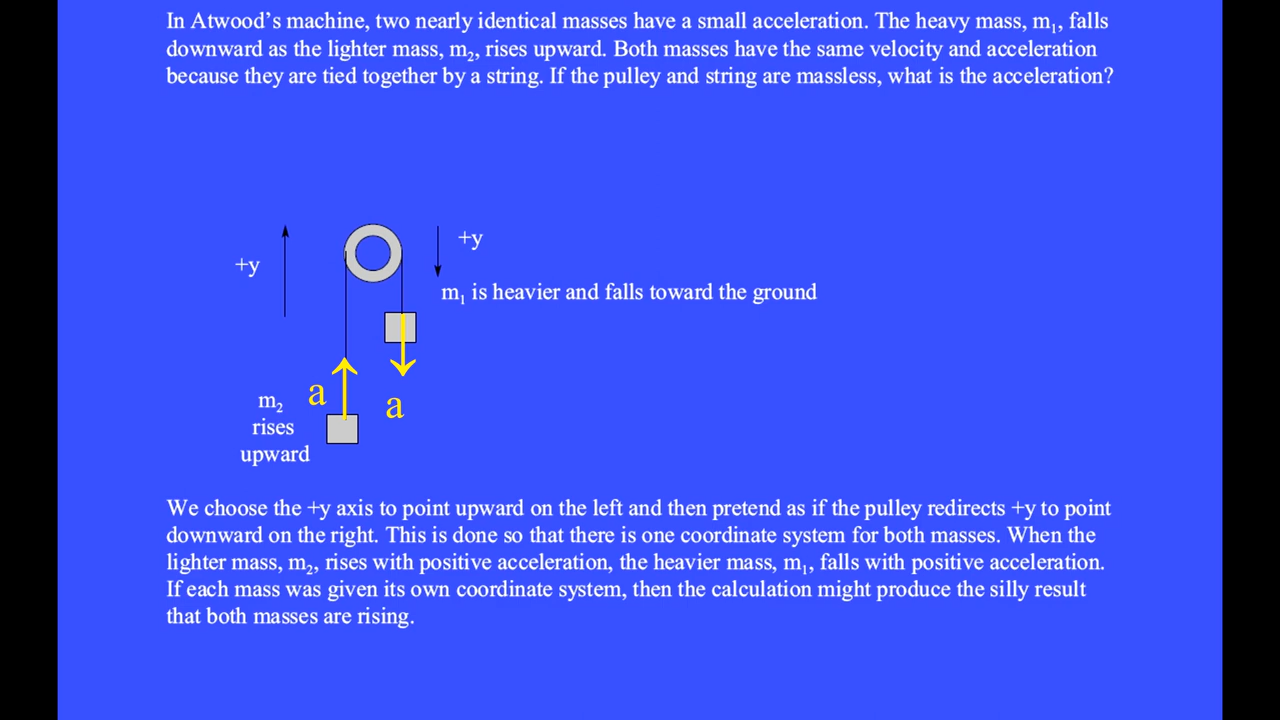 In Atwood’s machine, two nearly identical masses have a small acceleration. The heavy mass, m₁, falls
downward as the lighter mass, m₂, rises upward. Both masses have the same velocity and acceleration
because they are tied together by a string. If the pulley and string are massless, what is the acceleration?
+y
+y
m₁ is heavier and falls toward the ground
a
a
m₂
rises
upward
We choose the +y axis to point upward on the left and then pretend as if the pulley redirects +y to point
downward on the right. This is done so that there is one coordinate system for both masses. When the
lighter mass, m₂, rises with positive acceleration, the heavier mass, m₁, falls with positive acceleration.
If each mass was given its own coordinate system, then the calculation might produce the silly result
that both masses are rising.